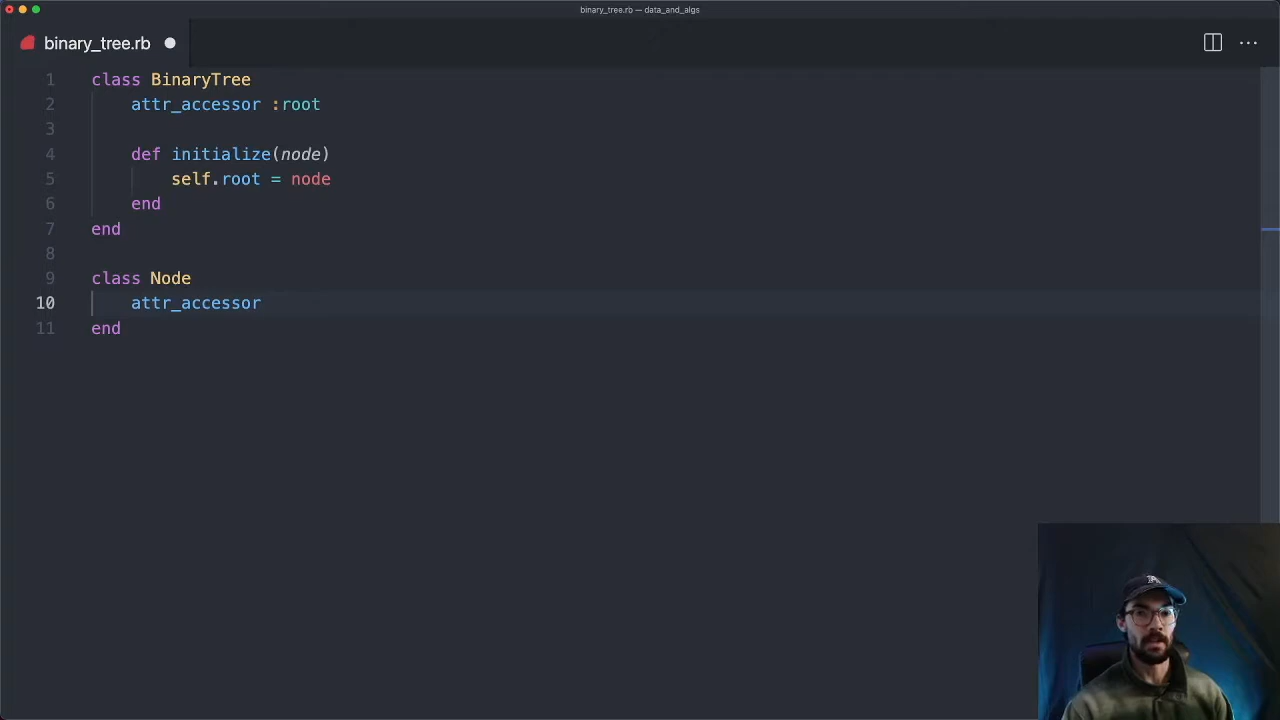 binary_tree.rb — data_and_algs
binary_tree.rb
1 class BinaryTree
2 attr_accessor :root
3
4 def initialize(node)
5 self.root = node
6 end
7 end
8
9 class Node
10 attr_accessor
11 end